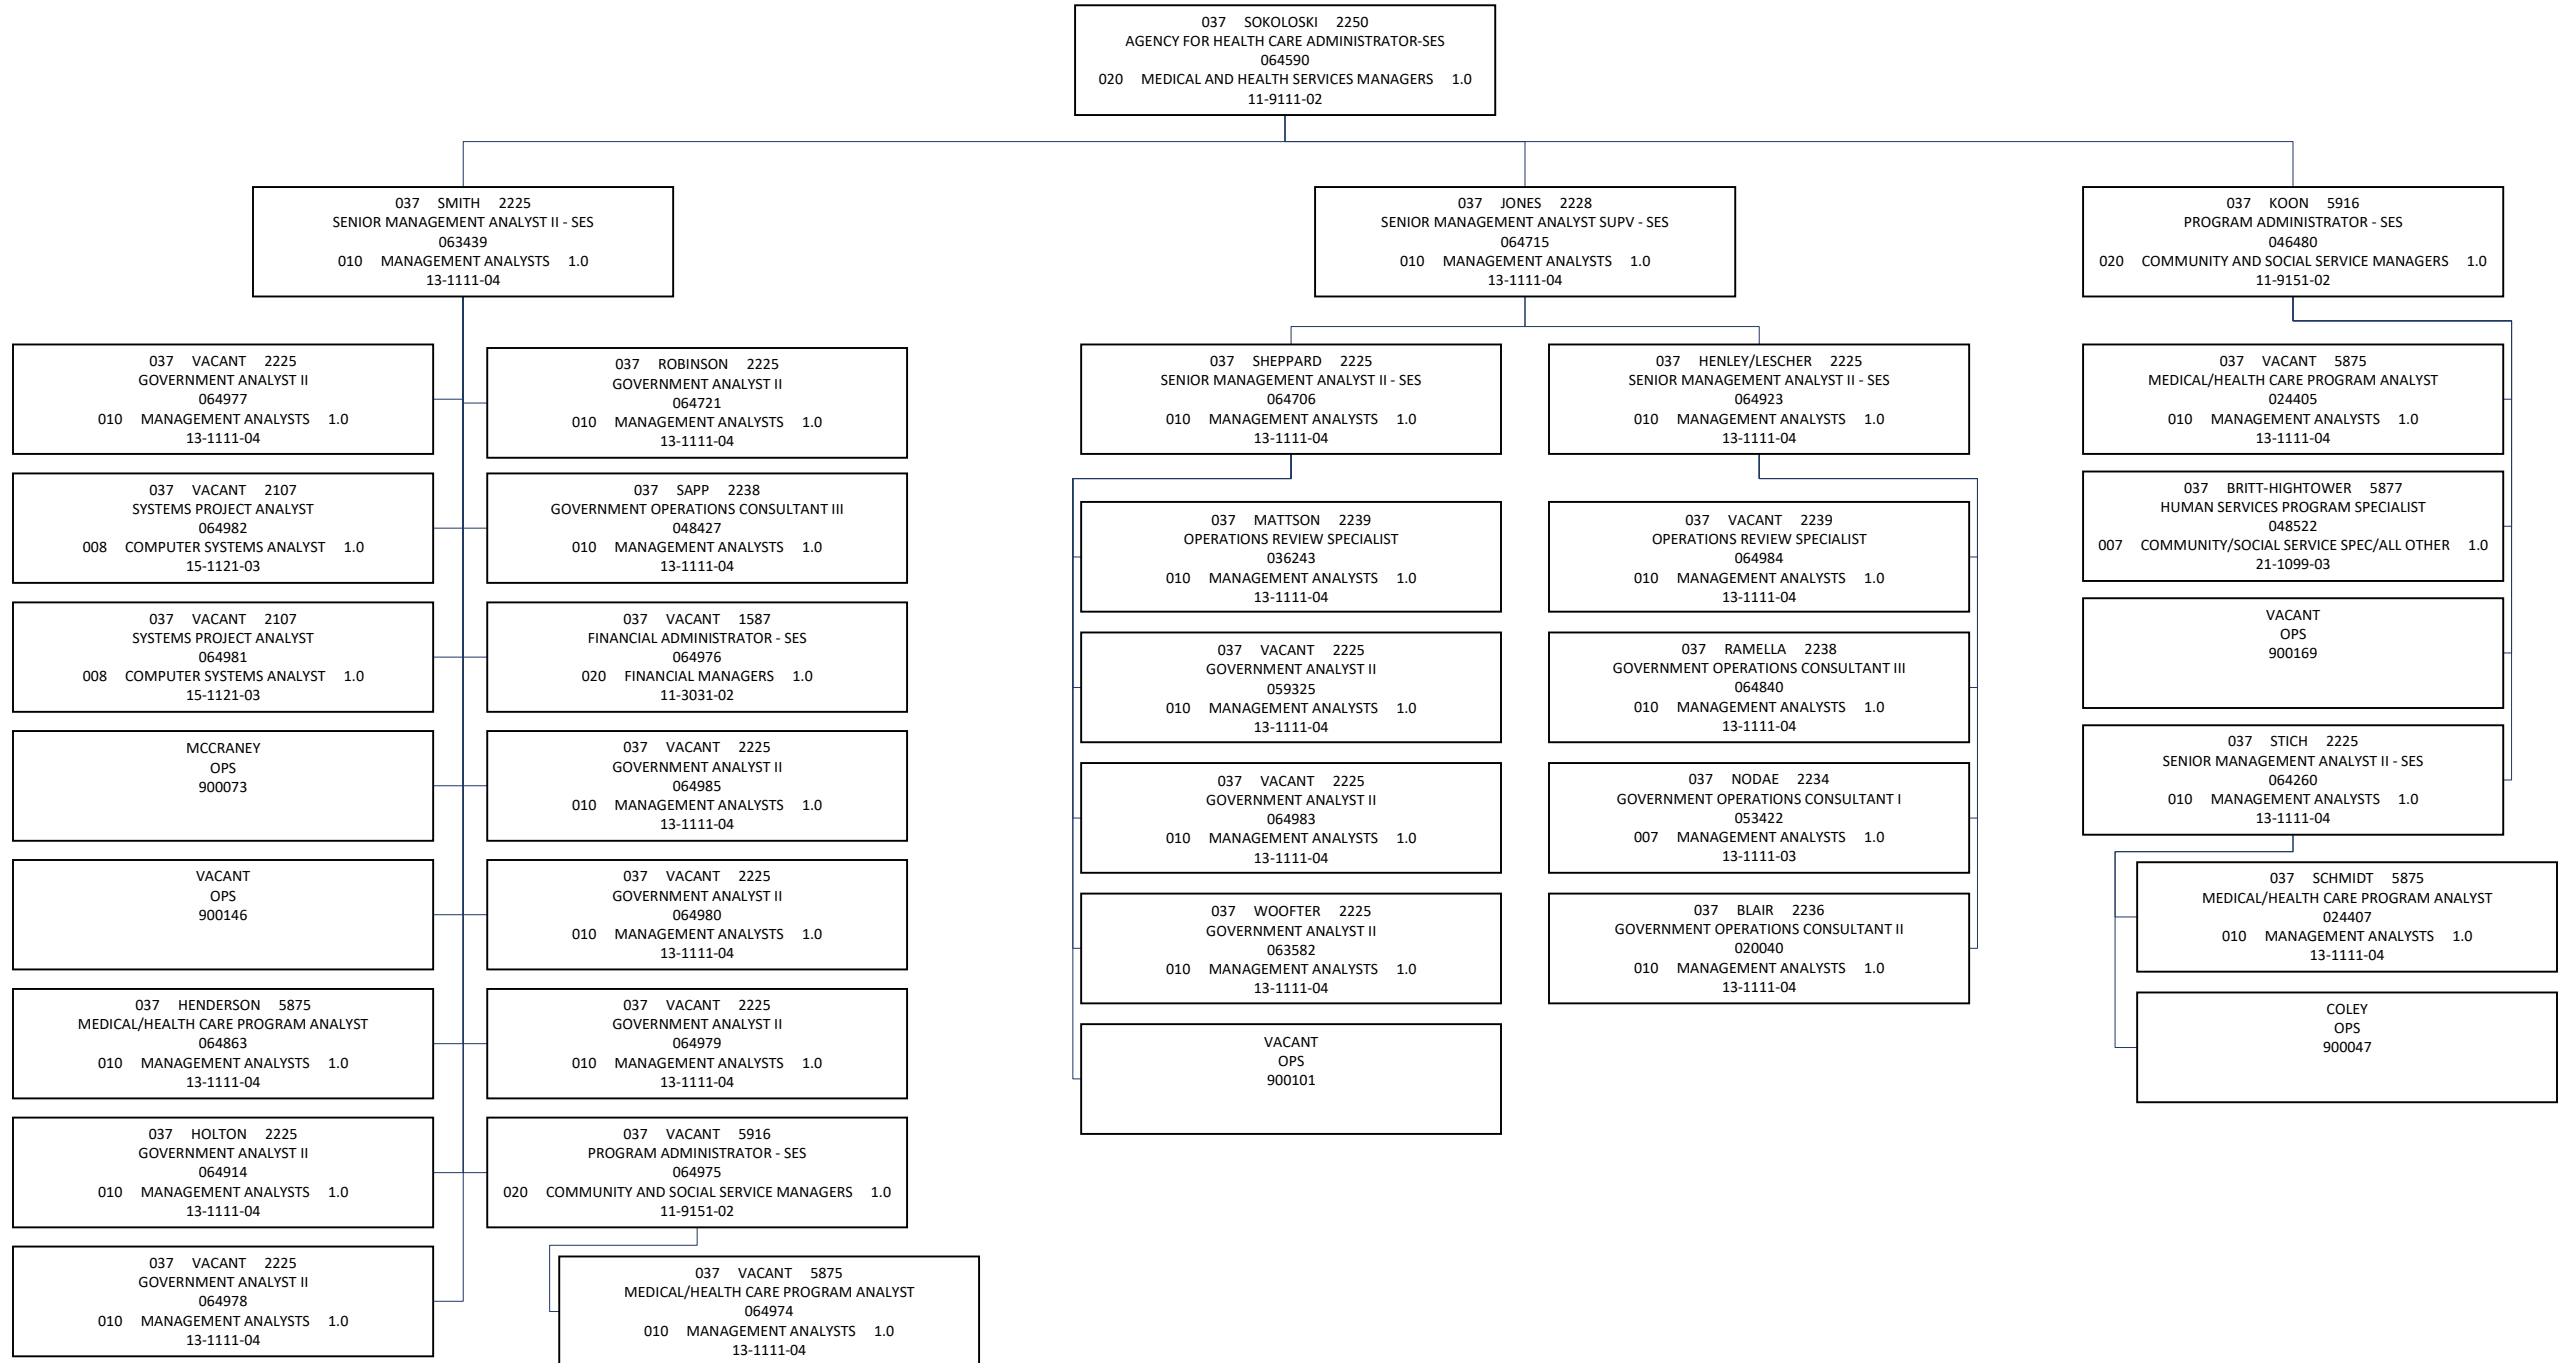 037 SOKOLOSKI 2250
AGENCY FOR HEALTH CARE ADMINISTRATOR-SES
064590
020 MEDICAL AND HEALTH SERVICES MANAGERS 1.0
11-9111-02
037 SMITH 2225
SENIOR MANAGEMENT ANALYST II - SES
063439
010 MANAGEMENT ANALYSTS 1.0
13-1111-04
037 VACANT 2225
GOVERNMENT ANALYST II
064977
010 MANAGEMENT ANALYSTS 1.0
13-1111-04
037 VACANT 2107
SYSTEMS PROJECT ANALYST
064982
008 COMPUTER SYSTEMS ANALYST 1.0
15-1121-03
037 VACANT 2107
SYSTEMS PROJECT ANALYST
064981
008 COMPUTER SYSTEMS ANALYST 1.0
15-1121-03
MCCRANEY
OPS
900073
VACANT
OPS
900146
037 HENDERSON 5875
MEDICAL/HEALTH CARE PROGRAM ANALYST
064863
010 MANAGEMENT ANALYSTS 1.0
13-1111-04
037 HOLTON 2225
GOVERNMENT ANALYST II
064914
010 MANAGEMENT ANALYSTS 1.0
13-1111-04
037 VACANT 2225
GOVERNMENT ANALYST II
064978
010 MANAGEMENT ANALYSTS 1.0
13-1111-04
037 ROBINSON 2225
GOVERNMENT ANALYST II
064721
010 MANAGEMENT ANALYSTS 1.0
13-1111-04
037 SAPP 2238
GOVERNMENT OPERATIONS CONSULTANT III
048427
010 MANAGEMENT ANALYSTS 1.0
13-1111-04
037 VACANT 1587
FINANCIAL ADMINISTRATOR - SES
064976
020 FINANCIAL MANAGERS 1.0
11-3031-02
037 VACANT 2225
GOVERNMENT ANALYST II
064985
010 MANAGEMENT ANALYSTS 1.0
13-1111-04
037 VACANT 2225
GOVERNMENT ANALYST II
064980
010 MANAGEMENT ANALYSTS 1.0
13-1111-04
037 VACANT 2225
GOVERNMENT ANALYST II
064979
010 MANAGEMENT ANALYSTS 1.0
13-1111-04
037 VACANT 5916
PROGRAM ADMINISTRATOR - SES
064975
020 COMMUNITY AND SOCIAL SERVICE MANAGERS 1.0
11-9151-02
037 VACANT 5875
MEDICAL/HEALTH CARE PROGRAM ANALYST
064974
010 MANAGEMENT ANALYSTS 1.0
13-1111-04
037 JONES 2228
SENIOR MANAGEMENT ANALYST SUPV - SES
064715
010 MANAGEMENT ANALYSTS 1.0
13-1111-04
037 SHEPPARD 2225
SENIOR MANAGEMENT ANALYST II - SES
064706
010 MANAGEMENT ANALYSTS 1.0
13-1111-04
037 MATTSON 2239
OPERATIONS REVIEW SPECIALIST
036243
010 MANAGEMENT ANALYSTS 1.0
13-1111-04
037 VACANT 2225
GOVERNMENT ANALYST II
059325
010 MANAGEMENT ANALYSTS 1.0
13-1111-04
037 VACANT 2225
GOVERNMENT ANALYST II
064983
010 MANAGEMENT ANALYSTS 1.0
13-1111-04
037 WOOFTER 2225
GOVERNMENT ANALYST II
063582
010 MANAGEMENT ANALYSTS 1.0
13-1111-04
VACANT
OPS
900101
037 HENLEY/LESCHER 2225
SENIOR MANAGEMENT ANALYST II - SES
064923
010 MANAGEMENT ANALYSTS 1.0
13-1111-04
037 VACANT 2239
OPERATIONS REVIEW SPECIALIST
064984
010 MANAGEMENT ANALYSTS 1.0
13-1111-04
037 RAMELLA 2238
GOVERNMENT OPERATIONS CONSULTANT III
064840
010 MANAGEMENT ANALYSTS 1.0
13-1111-04
037 NODAE 2234
GOVERNMENT OPERATIONS CONSULTANT I
053422
007 MANAGEMENT ANALYSTS 1.0
13-1111-03
037 BLAIR 2236
GOVERNMENT OPERATIONS CONSULTANT II
020040
010 MANAGEMENT ANALYSTS 1.0
13-1111-04
037 KOON 5916
PROGRAM ADMINISTRATOR - SES
046480
020 COMMUNITY AND SOCIAL SERVICE MANAGERS 1.0
11-9151-02
037 VACANT 5875
MEDICAL/HEALTH CARE PROGRAM ANALYST
024405
010 MANAGEMENT ANALYSTS 1.0
13-1111-04
037 BRITT-HIGHTOWER 5877
HUMAN SERVICES PROGRAM SPECIALIST
048522
007 COMMUNITY/SOCIAL SERVICE SPEC/ALL OTHER 1.0
21-1099-03
VACANT
OPS
900169
037 STICH 2225
SENIOR MANAGEMENT ANALYST II - SES
064260
010 MANAGEMENT ANALYSTS 1.0
13-1111-04
037 SCHMIDT 5875
MEDICAL/HEALTH CARE PROGRAM ANALYST
024407
010 MANAGEMENT ANALYSTS 1.0
13-1111-04
COLEY
OPS
900047